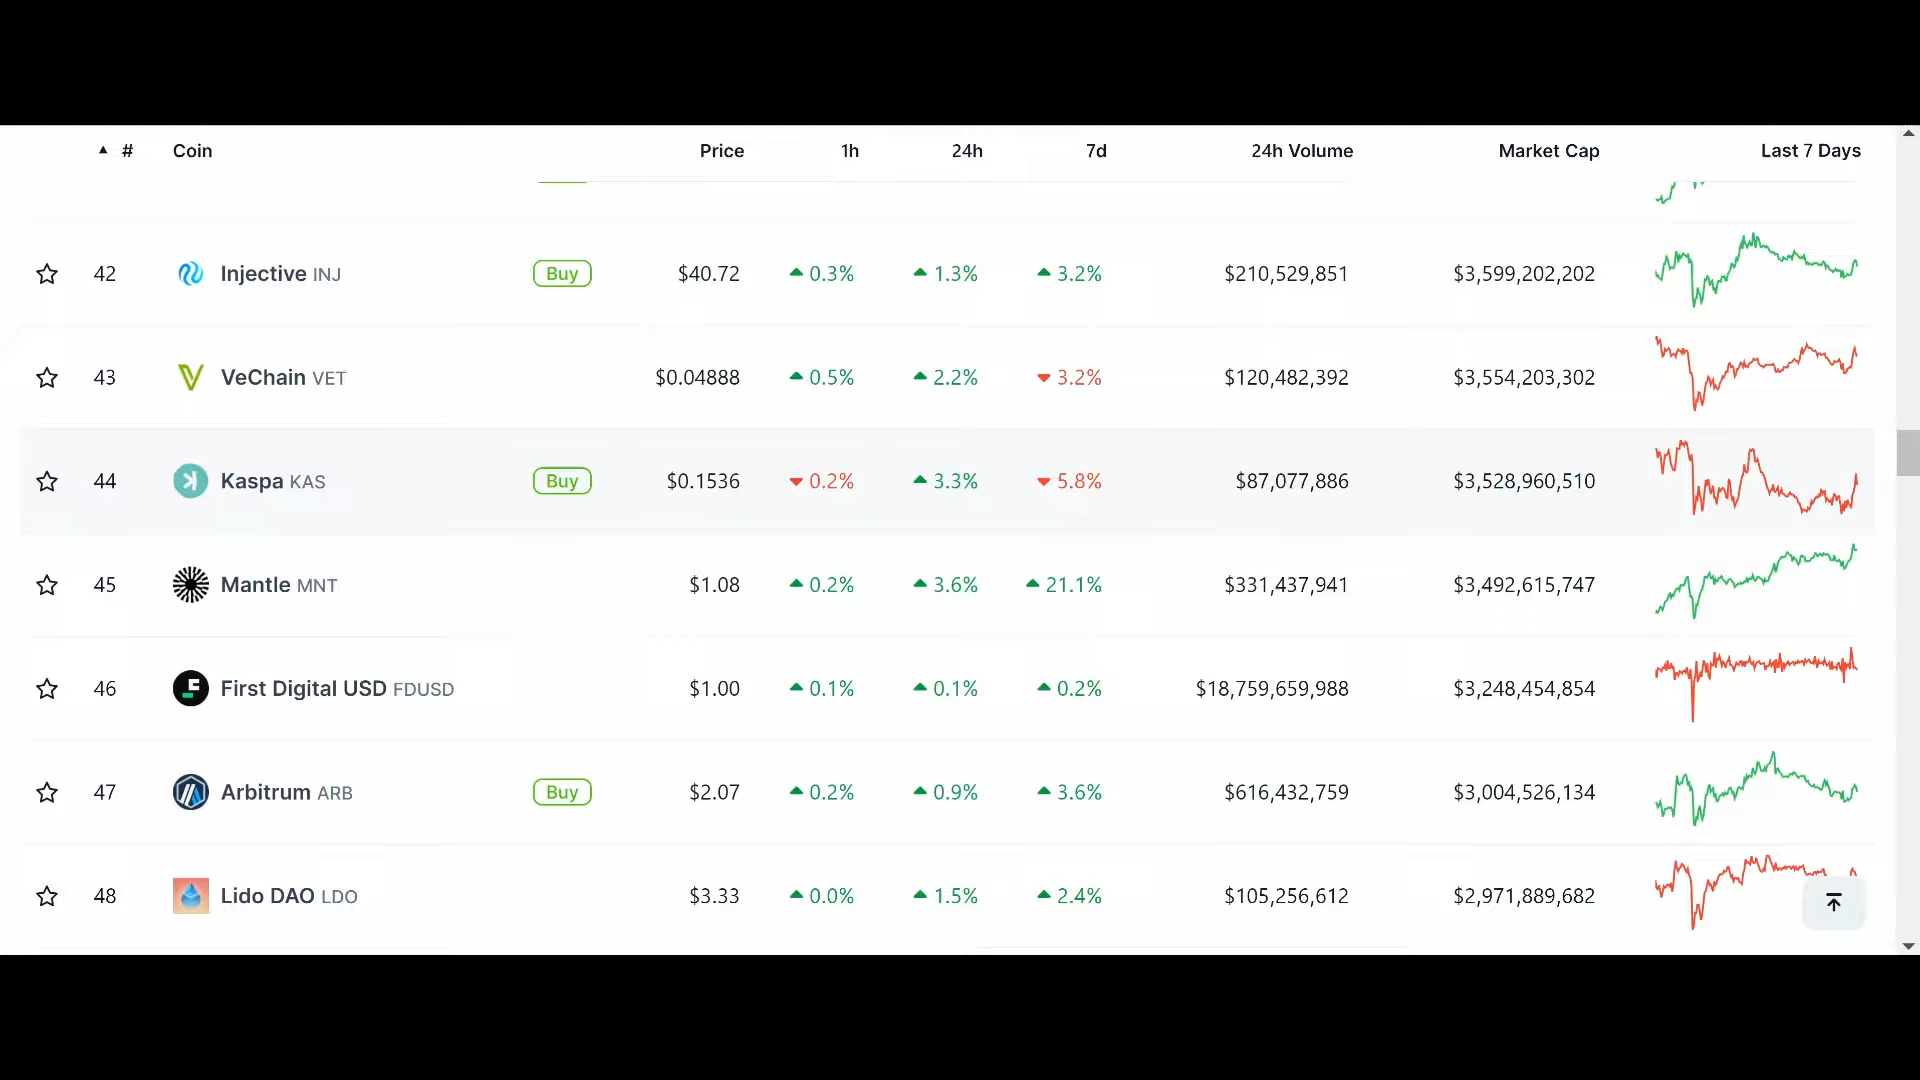 # Coin Price 1h 24h 7d 24h Volume Market Cap Last 7 Days
42 Injective INJ Buy $40.72 0.3% 1.3% 3.2% $210,529,851 $3,599,202,202
43 VeChain VET $0.04888 0.5% 2.2% 3.2% $120,482,392 $3,554,203,302
44 Kaspa KAS Buy $0.1536 0.2% 3.3% 5.8% $87,077,886 $3,528,960,510
45 Mantle MNT $1.08 0.2% 3.6% 21.1% $331,437,941 $3,492,615,747
46 First Digital USD FDUSD $1.00 0.1% 0.1% 0.2% $18,759,659,988 $3,248,454,854
47 Arbitrum ARB Buy $2.07 0.2% 0.9% 3.6% $616,432,759 $3,004,526,134
48 Lido DAO LDO $3.33 0.0% 1.5% 2.4% $105,256,612 $2,971,889,682